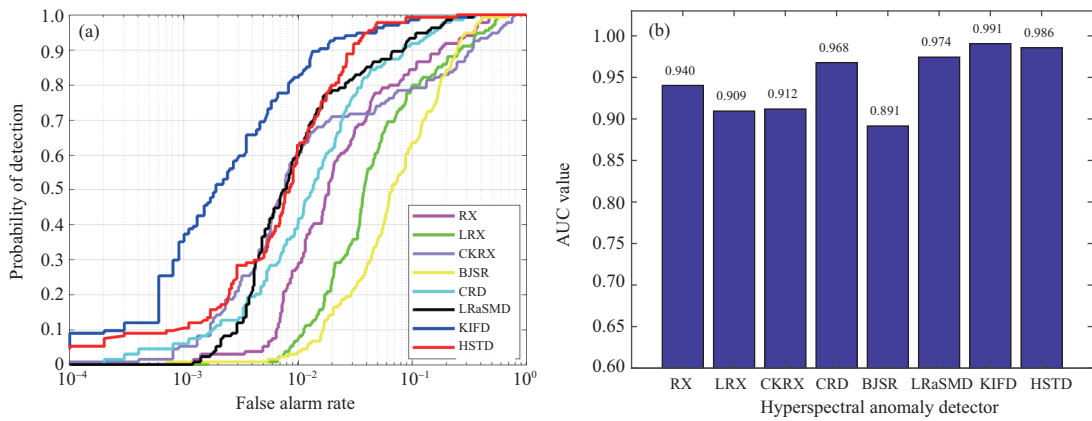 (a)
Probability of detection
1.0
0.9
0.8
0.7
0.6
0.5
0.4
0.3
0.2
0.1
0
RX
LRX
CKRX
BJSR
CRD
LRaSMD
KIFD
HSTD
10⁻⁴ 10⁻³ 10⁻² 10⁻¹ 10⁰
False alarm rate
(b)
AUC value
1.00
0.95
0.90
0.85
0.80
0.75
0.70
0.65
0.60
0.940 0.909 0.912 0.968 0.891 0.974 0.991 0.986
RX LRX CKRX CRD BJSR LRaSMD KIFD HSTD
Hyperspectral anomaly detector